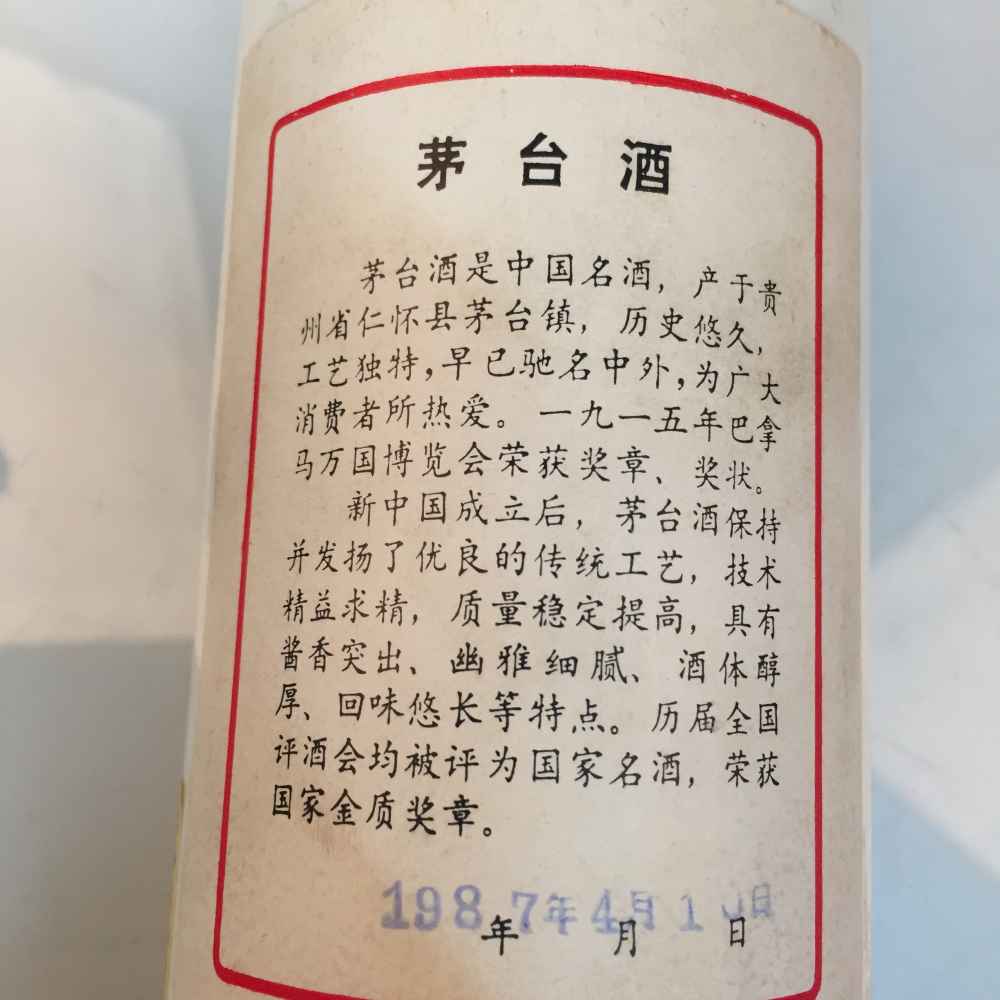 茅台酒
茅台酒是中国名酒，产于贵
州省仁怀县茅台镇，历史悠久，
工艺独特，早已驰名中外，为广大
消费者所热爱。一九一五年巴拿
马万国博览会荣获奖章、奖状。
新中国成立后，茅台酒保持
并发扬了优良的传统工艺，技术
精益求精，质量稳定提高，具有
酱香突出、幽雅细腻、酒体醇
厚、回味悠长等特点。历届全国
评酒会均被评为国家名酒，荣获
国家金质奖章。
1987年4月1日
年 月 日